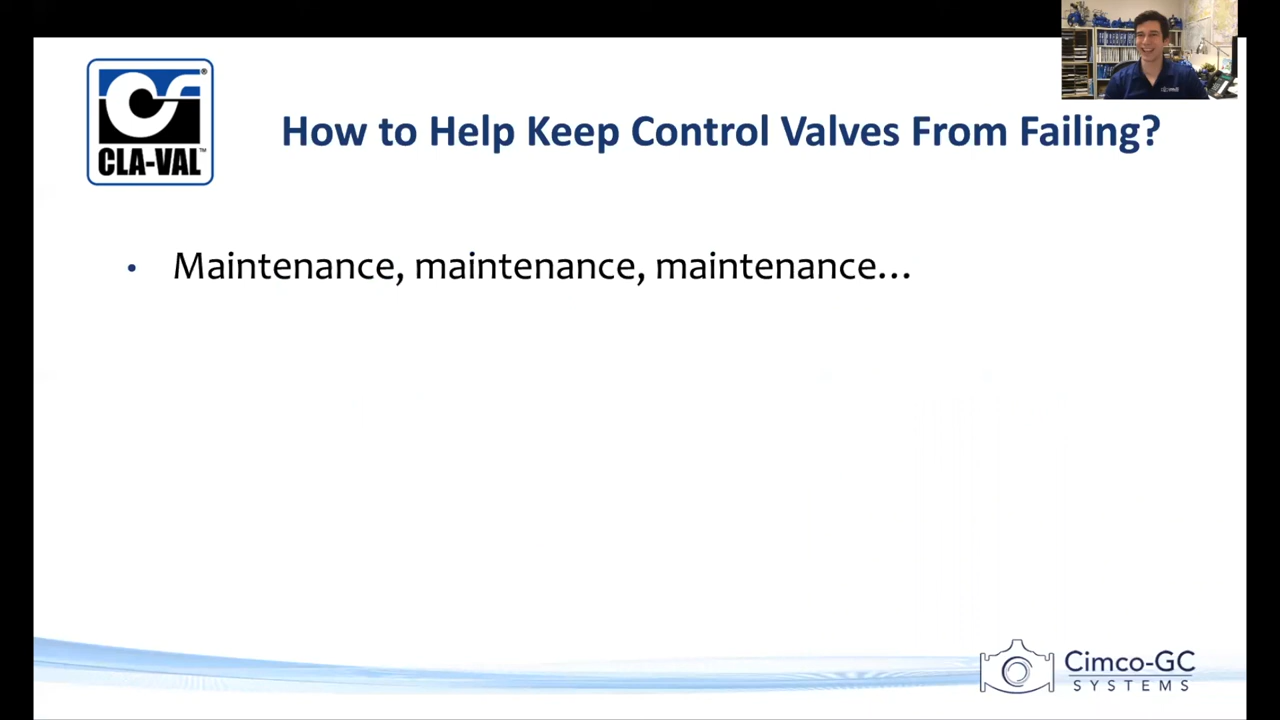 CLA-VAL
How to Help Keep Control Valves From Failing?
• Maintenance, maintenance, maintenance…
Cimco-GC
SYSTEMS